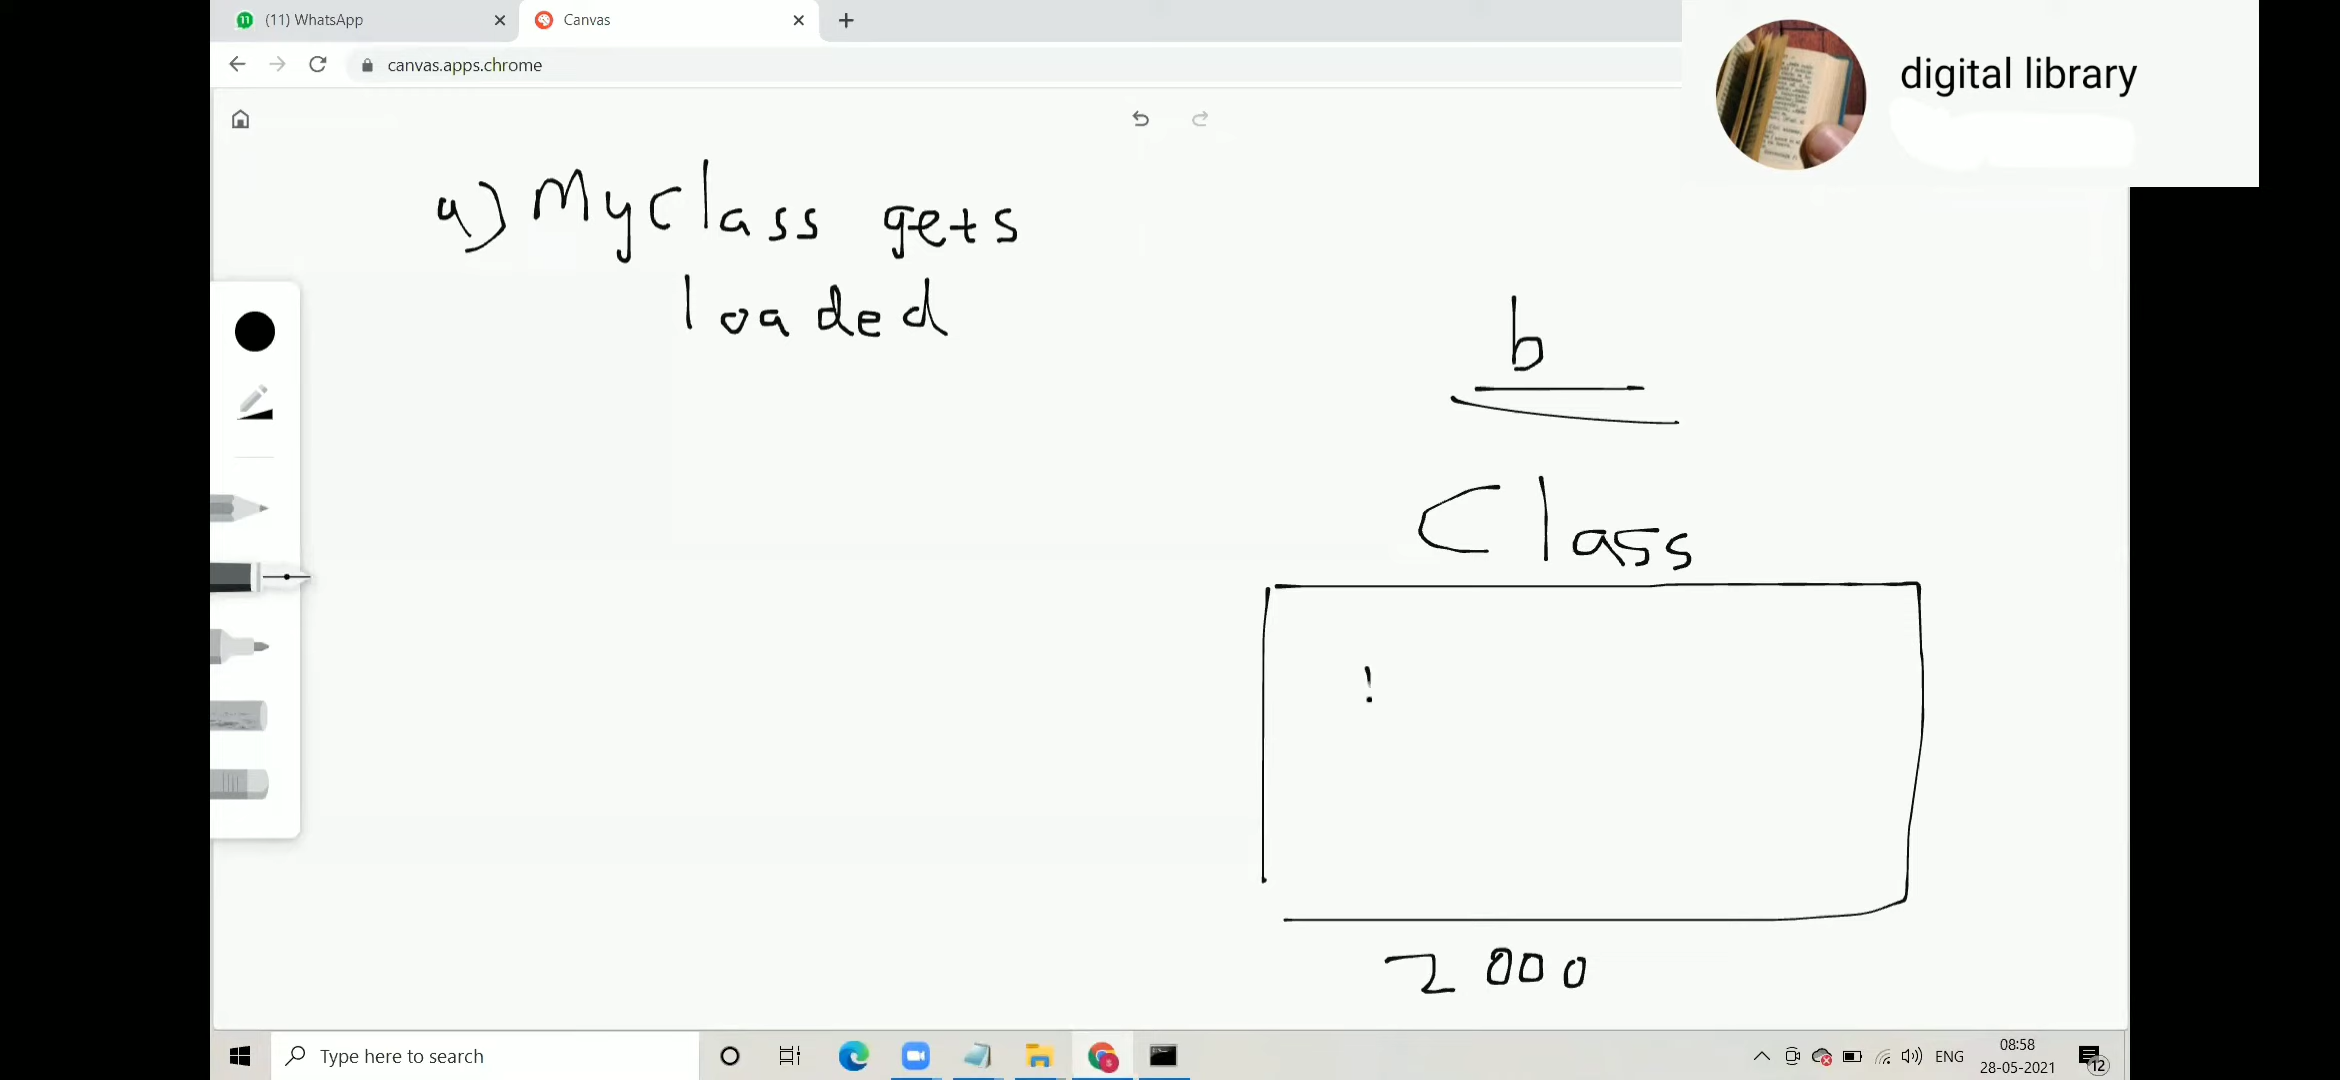 (11) WhatsApp
Canvas
canvas.apps.chrome
digital library
a) Myclass gets
loaded
b
Class
!
2000
Type here to search
ENG
08:58
28-05-2021
12